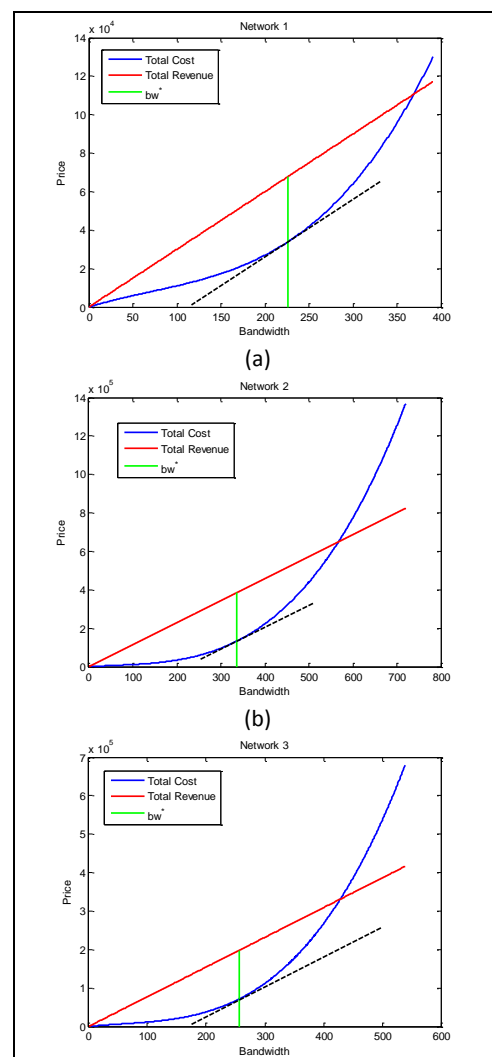 Network 1
x 10^4
14
12
10
8
6
4
2
0
Price
Total Cost
Total Revenue
bw*
0 50 100 150 200 250 300 350 400
Bandwidth
(a)
Network 2
x 10^5
14
12
10
8
6
4
2
0
Price
Total Cost
Total Revenue
bw*
0 100 200 300 400 500 600 700 800
Bandwidth
(b)
Network 3
x 10^5
7
6
5
4
3
2
1
0
Price
Total Cost
Total Revenue
bw*
0 100 200 300 400 500 600
Bandwidth